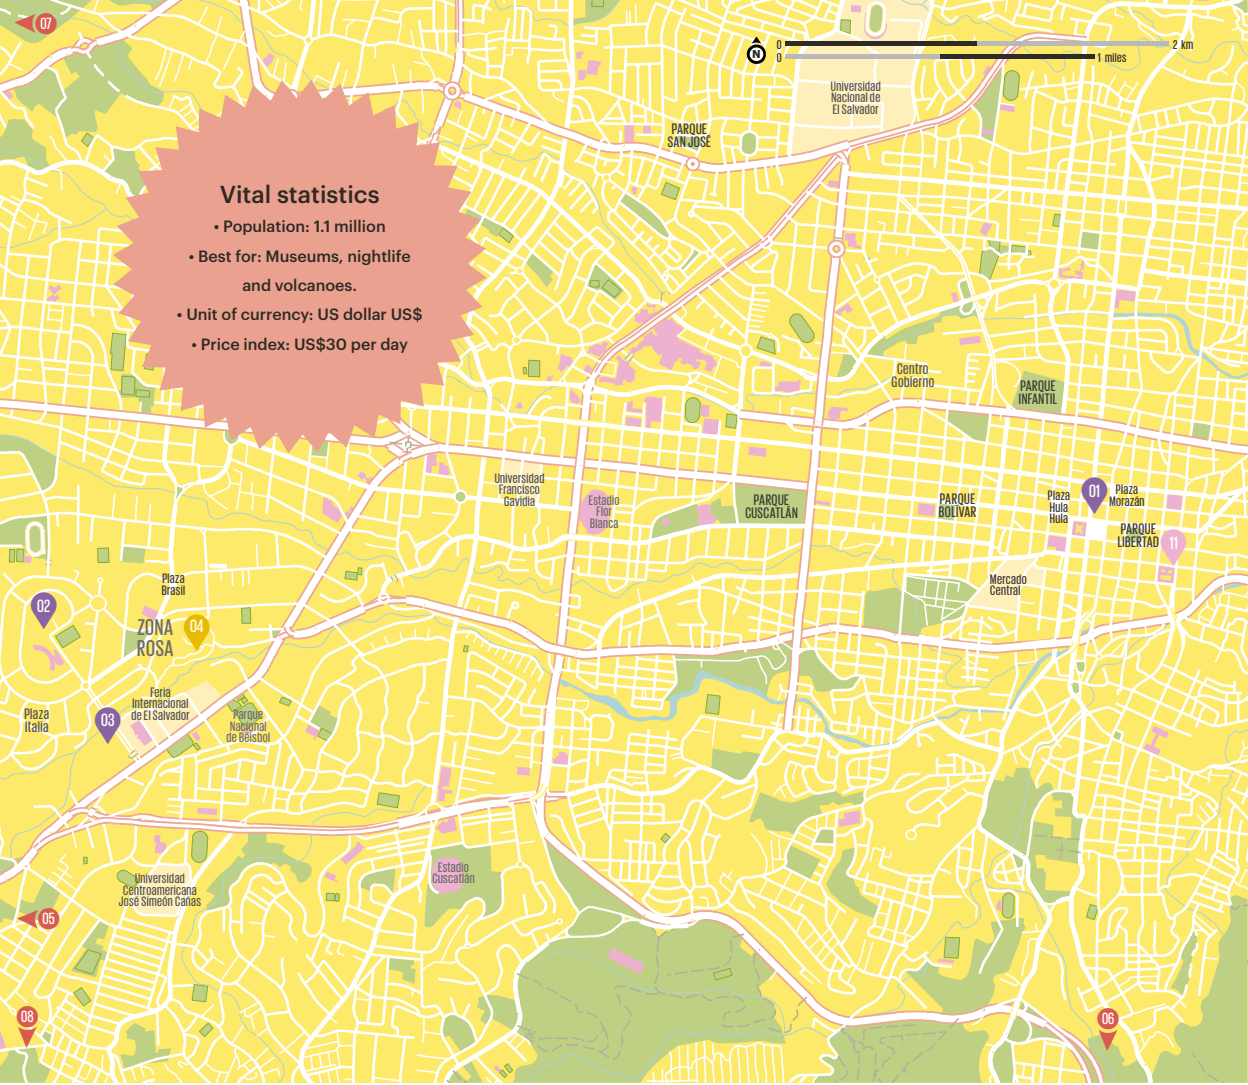 07
0
2 km
N
0
1 miles
Universidad
Nacional de
El Salvador
PARQUE
SAN JOSÉ
Vital statistics
• Population: 1.1 million
• Best for: Museums, nightlife
and volcanoes.
• Unit of currency: US dollar US$
• Price index: US$30 per day
Centro
Gobierno
PARQUE
INFANTIL
Universidad
Francisco
Gavidia
Estadio
Flor
Blanca
PARQUE
CUSCATLÁN
PARQUE
BOLÍVAR
Plaza
Hula
Hula
01
Plaza
Morazán
PARQUE
LIBERTAD
11
Mercado
Central
Plaza
Brasil
02
ZONA
ROSA
04
Feria
Internacional
de El Salvador
Plaza
Italia
03
Parque
Nacional
de Béisbol
Estadio
Cuscatlán
Universidad
Centroamericana
José Simeón Cañas
05
08
06